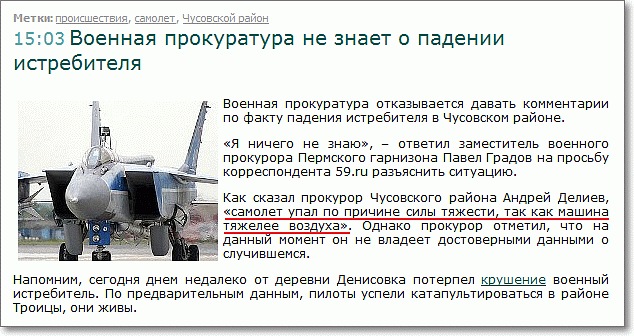 Метки: происшествия, самолет, Чусовской район
15:03 Военная прокуратура не знает о падении
истребителя
Военная прокуратура отказывается давать комментарии
по факту падения истребителя в Чусовском районе.
«Я ничего не знаю», – ответил заместитель военного
прокурора Пермского гарнизона Павел Градов на просьбу
корреспондента 59.ru разъяснить ситуацию.
Как сказал прокурор Чусовского района Андрей Делиев,
«самолет упал по причине силы тяжести, так как машина
тяжелее воздуха». Однако прокурор отметил, что на
данный момент он не владеет достоверными данными о
случившемся.
Напомним, сегодня днем недалеко от деревни Денисовка потерпел крушение военный
истребитель. По предварительным данным, пилоты успели катапультироваться в районе
Троицы, они живы.